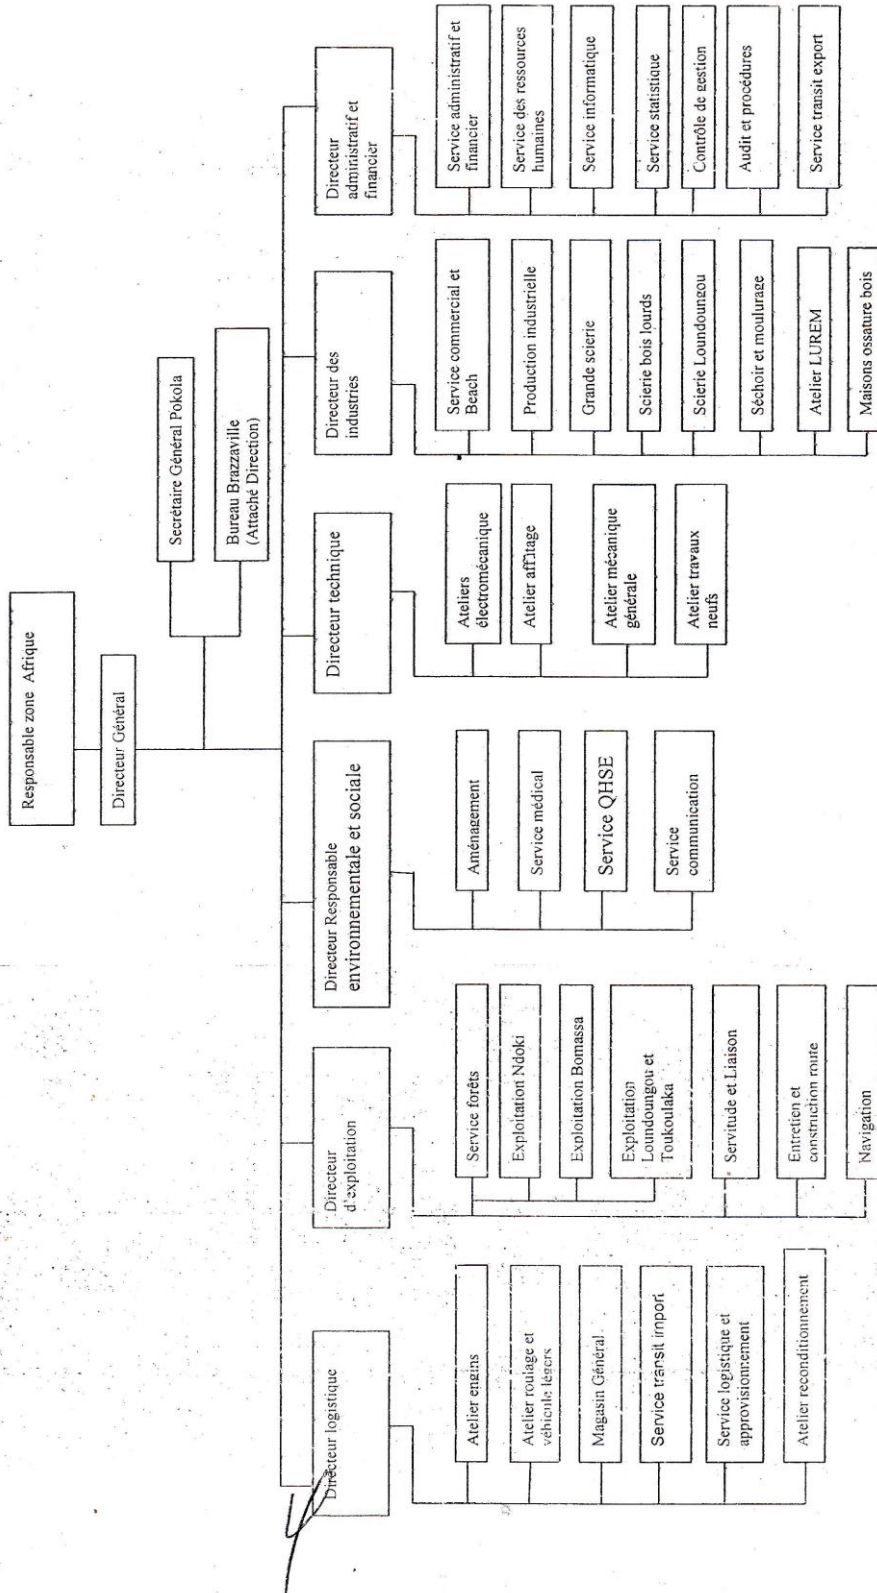 Responsable zone Afrique
Directeur Général
Secrétaire Général Pokola
Bureau Brazzaville
(Attaché Direction)
Directeur logistique
Atelier engins
Atelier roulage et
véhicule légers
Magasin Général
Service transit import
Service logistique et
approvisionnement
Atelier reconditionnement
Directeur
d'exploitation
Service forêts
Exploitation Ndoki
Exploitation Bomassa
Exploitation
Loundoungou et
Toukoulaka
Servitude et Liaison
Entretien et
construction route
Navigation
Directeur Responsable
environnementale et sociale
Aménagement
Service médical
Service QHSE
Service
communication
Directeur technique
Ateliers
électromécanique
Atelier affûtage
Atelier mécanique
générale
Atelier travaux
neufs
Directeur des
industries
Service commercial et
Beach
Production industrielle
Grande scierie
Scierie bois lourds
Scierie Loundoungou
Séchoir et moulurage
Atelier LUREM
Maisons ossature bois
Directeur
administratif et
financier
Service administratif et
financier
Service des ressources
humaines
Service informatique
Service statistique
Contrôle de gestion
Audit et procédures
Service transit export